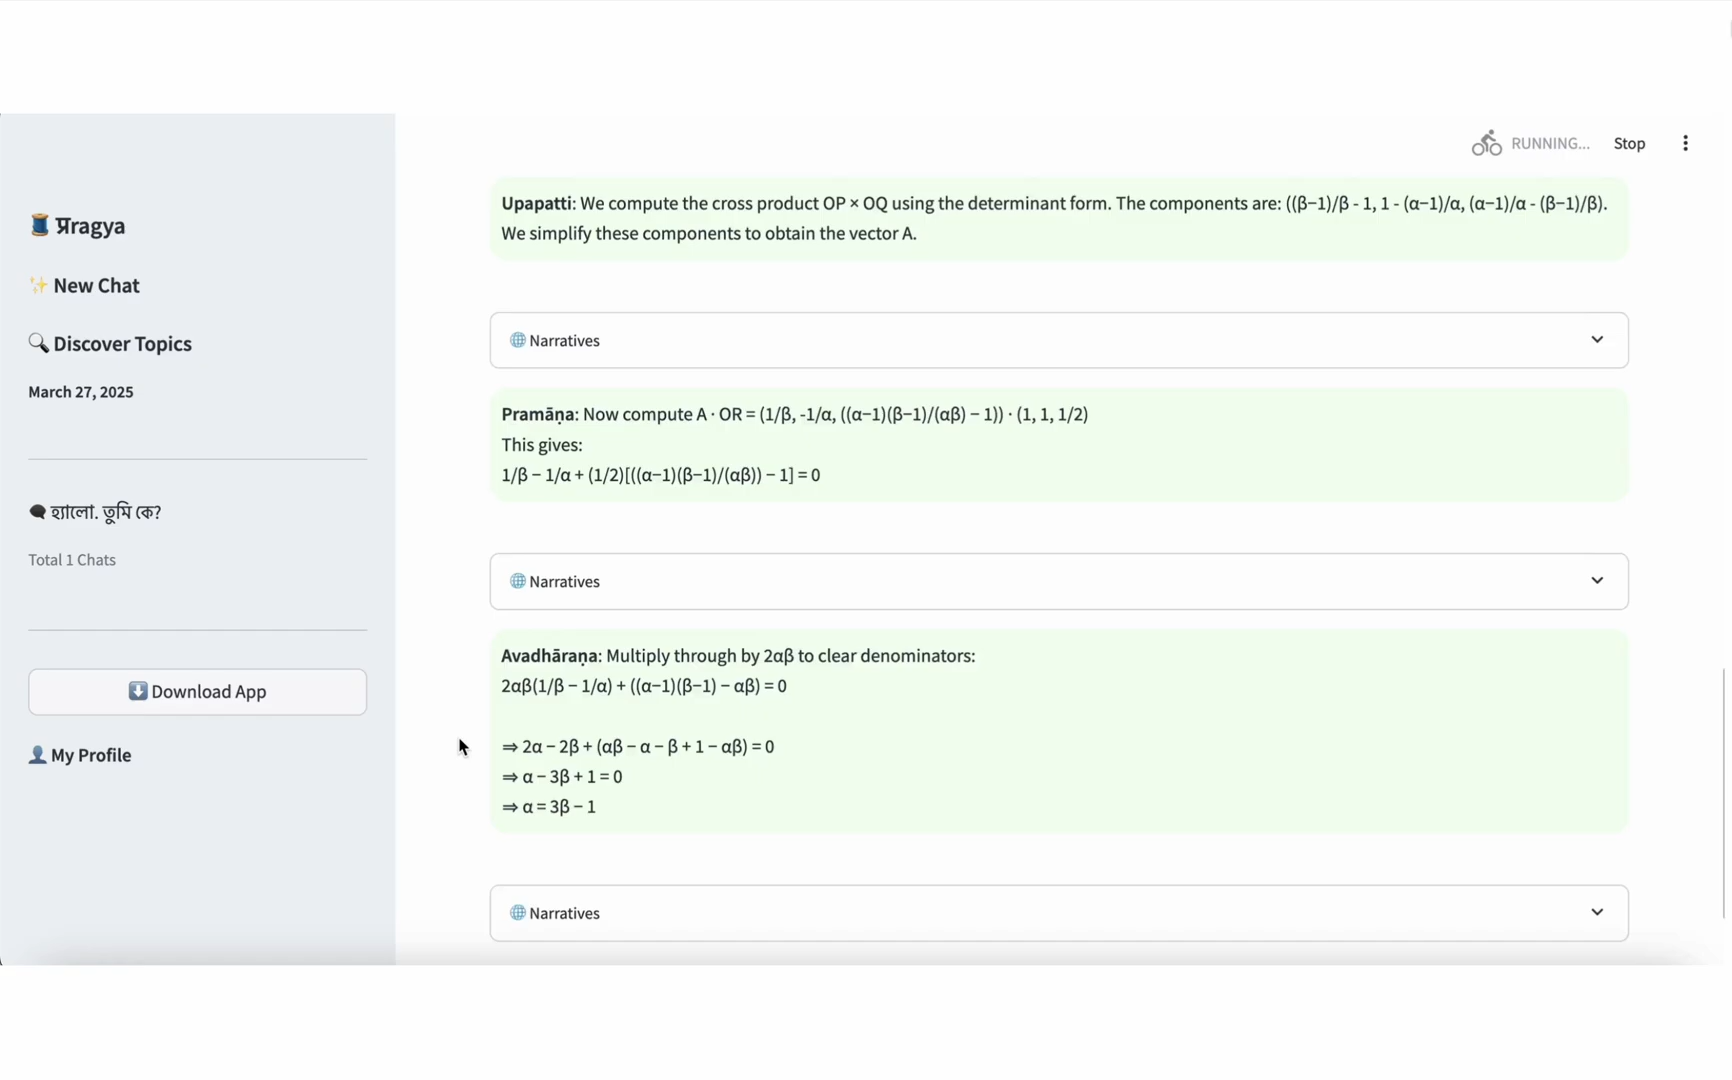 RUNNING...
Stop
प्रragya
New Chat
Discover Topics
March 27, 2025
হ্যালো. তুমি কে?
Total 1 Chats
Download App
My Profile
Upapatti: We compute the cross product OP × OQ using the determinant form. The components are: ((β−1)/β - 1, 1 - (α−1)/α, (α−1)/α - (β−1)/β).
We simplify these components to obtain the vector A.
Narratives
Pramāṇa: Now compute A · OR = (1/β, -1/α, ((α−1)(β−1)/(αβ) − 1)) · (1, 1, 1/2)
This gives:
1/β − 1/α + (1/2)[((α−1)(β−1)/(αβ)) − 1] = 0
Narratives
Avadhāraṇa: Multiply through by 2αβ to clear denominators:
2αβ(1/β − 1/α) + ((α−1)(β−1) − αβ) = 0
⇒ 2α − 2β + (αβ − α − β + 1 − αβ) = 0
⇒ α − 3β + 1 = 0
⇒ α = 3β − 1
Narratives